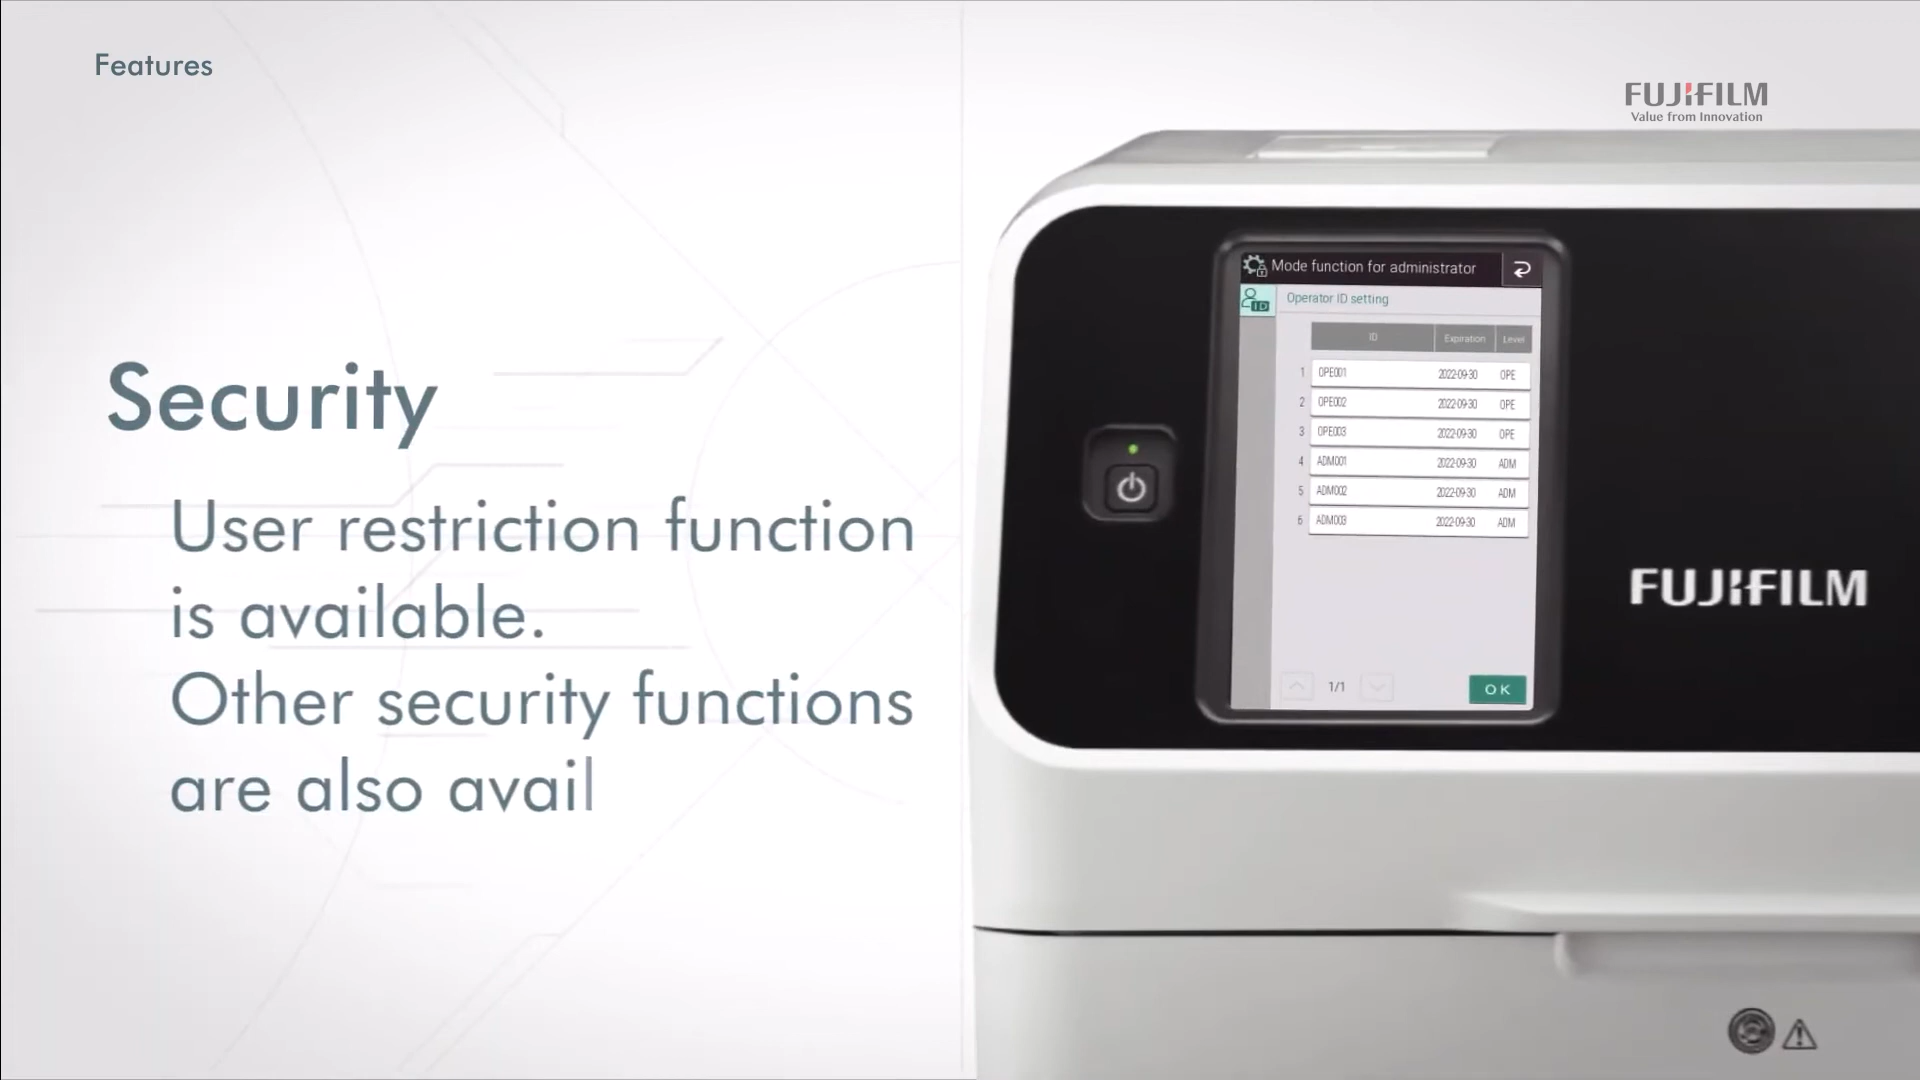 Features
FUJIFILM
Value from Innovation
Security
User restriction function
is available.
Other security functions
are also avail
Mode function for administrator
ID
Operator ID setting
ID Expiration Level
1 OPE001 2022-09-30 OPE
2 OPE002 2022-09-30 OPE
3 OPE003 2022-09-30 OPE
4 ADM001 2022-09-30 ADM
5 ADM002 2022-09-30 ADM
6 ADM003 2022-09-30 ADM
1/1
OK
FUJIFILM